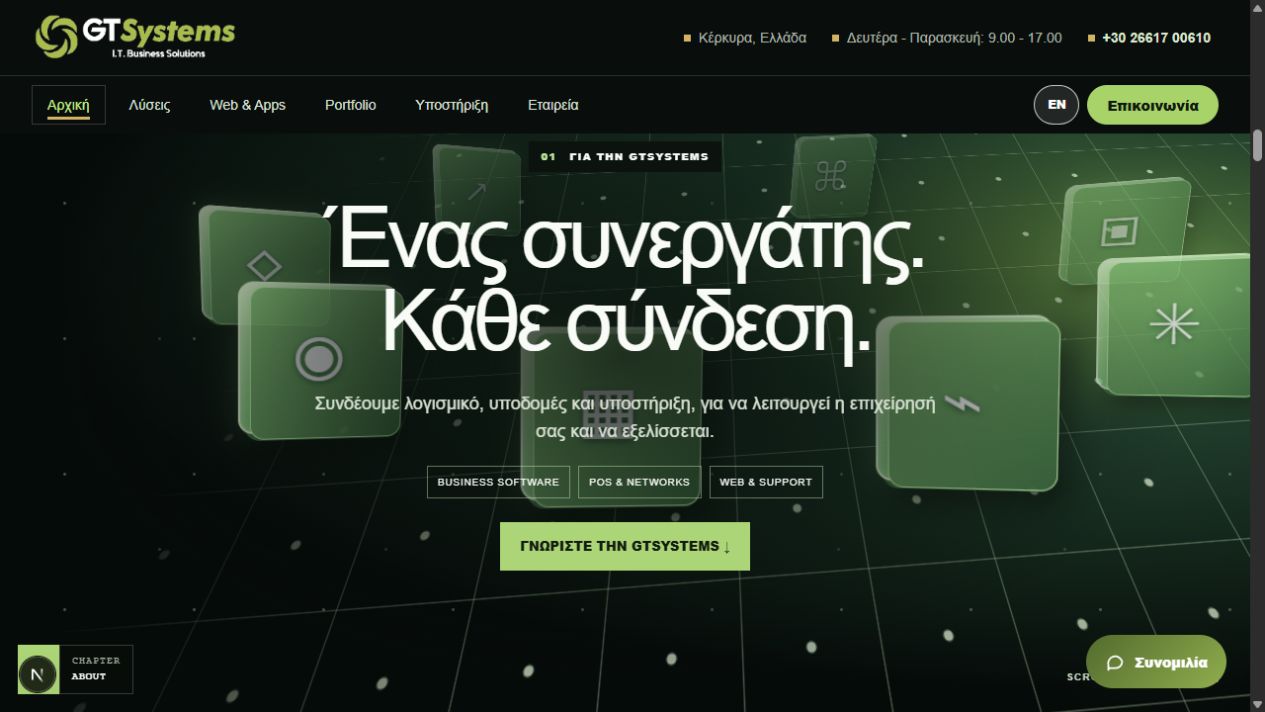 GTSystems
I.T. Business Solutions
Κέρκυρα, Ελλάδα
Δευτέρα - Παρασκευή: 9.00 - 17.00
+30 26617 00610
Αρχική
Λύσεις
Web & Apps
Portfolio
Υποστήριξη
Εταιρεία
EN
Επικοινωνία
01 ΓΙΑ ΤΗΝ GTSYSTEMS
Ένας συνεργάτης.
Κάθε σύνδεση.
Συνδέουμε λογισμικό, υποδομές και υποστήριξη, για να λειτουργεί η επιχείρησή
σας και να εξελίσσεται.
BUSINESS SOFTWARE
POS & NETWORKS
WEB & SUPPORT
ΓΝΩΡΙΣΤΕ ΤΗΝ GTSYSTEMS ↓
N
CHAPTER
ABOUT
Συνομιλία